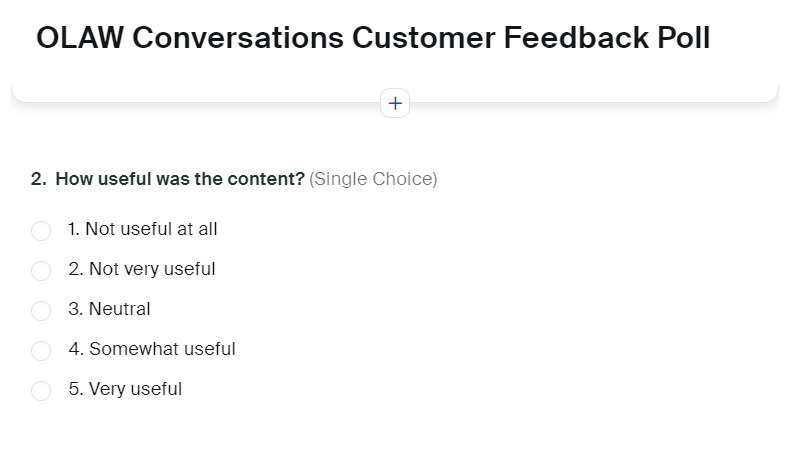 OLAW Conversations Customer Feedback Poll
+
2. How useful was the content? (Single Choice)
1. Not useful at all
2. Not very useful
3. Neutral
4. Somewhat useful
5. Very useful